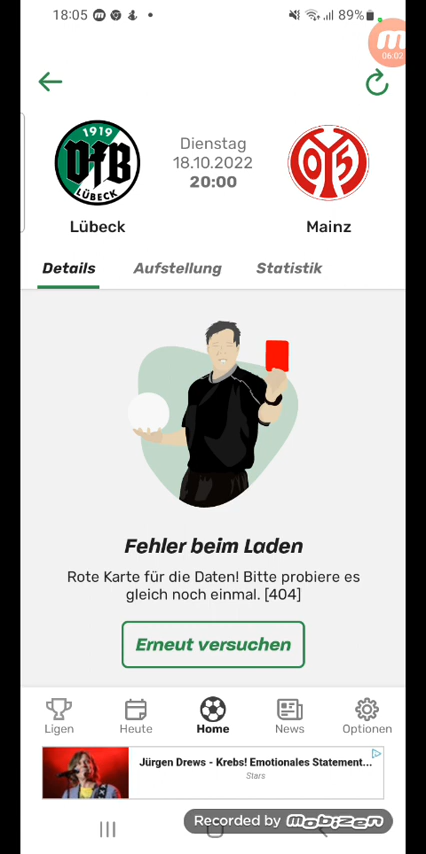 18:05 89%
06:02
1919
VfB
LÜBECK
Dienstag
18.10.2022
20:00
05
Lübeck Mainz
Details Aufstellung Statistik
Fehler beim Laden
Rote Karte für die Daten! Bitte probiere es
gleich noch einmal. [404]
Erneut versuchen
Ligen Heute Home News Optionen
Jürgen Drews - Krebs! Emotionales Statement...
Stars
Recorded by mobizen